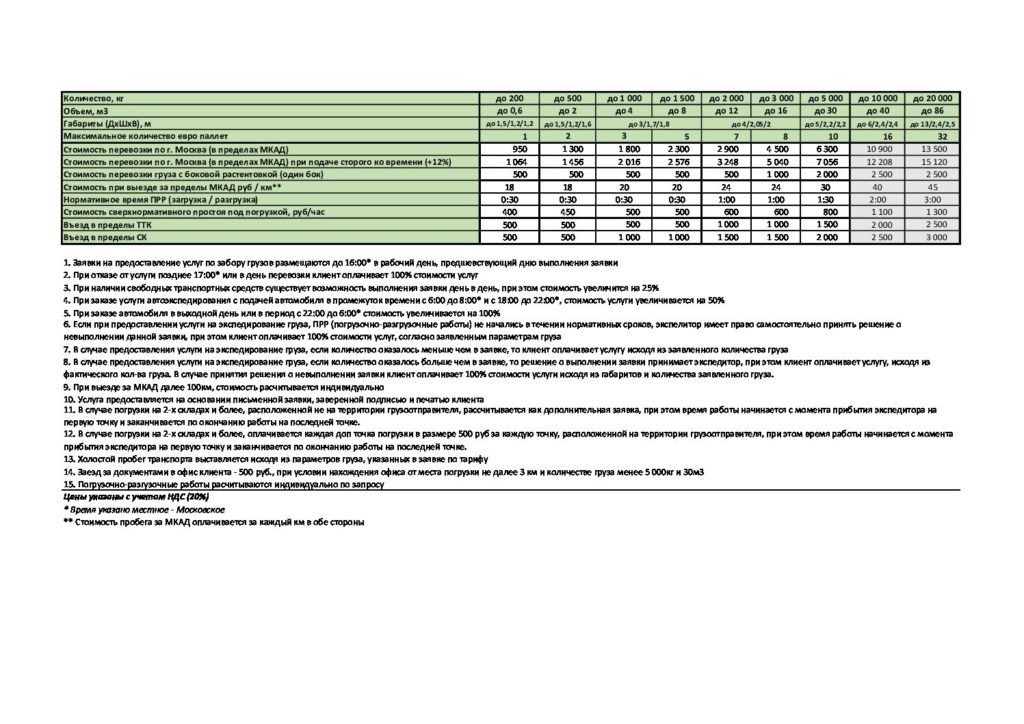 Количество, кг до 200 до 500 до 1 000 до 1 500 до 2 000 до 3 000 до 5 000 до 10 000 до 20 000
Объем, м3 до 0,6 до 2 до 4 до 8 до 12 до 16 до 30 до 40 до 86
Габариты (ДхШхВ), м до 1,5/1,2/1,2 до 1,5/1,2/1,6 до 3/1,7/1,8 до 4/2,05/2 до 5/2,2/2,2 до 6/2,4/2,4 до 13/2,4/2,5
Максимальное количество евро паллет 1 2 3 5 7 8 10 16 32
Стоимость перевозки по г. Москва (в пределах МКАД) 950 1 300 1 800 2 300 2 900 4 500 6 300 10 900 13 500
Стоимость перевозки по г. Москва (в пределах МКАД) при подаче сторого ко времени (+12%) 1 064 1 456 2 016 2 576 3 248 5 040 7 056 12 208 15 120
Стоимость перевозки груза с боковой растентовкой (один бок) 500 500 500 500 500 1 000 2 000 2 500 2 500
Стоимость при выезде за пределы МКАД руб / км** 18 18 20 20 24 24 30 40 45
Нормативное время ПРР (загрузка / разгрузка) 0:30 0:30 0:30 0:30 1:00 1:00 1:30 2:00 3:00
Стоимость сверхнормативного простоя под погрузкой, руб/час 400 450 500 500 600 600 800 1 100 1 300
Въезд в пределы ТТК 500 500 500 500 1 000 1 000 1 500 2 000 2 500
Въезд в пределы СК 500 500 1 000 1 000 1 500 1 500 2 000 2 500 3 000
1. Заявки на предоставление услуг по забору грузов размещаются до 16:00* в рабочий день, предшествующий дню выполнения заявки
2. При отказе от услуги позднее 17:00* или в день перевозки клиент оплачивает 100% стоимости услуг
3. При наличии свободных транспортных средств существует возможность выполнения заявки день в день, при этом стоимость увеличится на 25%
4. При заказе услуги автоэкспедирования с подачей автомобиля в промежуток времени с 6:00 до 8:00* и с 18:00 до 22:00*, стоимость услуги увеличивается на 50%
5. При заказе автомобиля в выходной день или в период с 22:00 до 6:00* стоимость увеличивается на 100%
6. Если при предоставлении услуги на экспедирование груза, ПРР (погрузочно-разгрузочные работы) не начались в течении нормативных сроков, экспелитор имеет право самостоятельно принять решение о
невыполнении данной заявки, при этом клиент оплачивает 100% стоимости услуг, согласно заявленным параметрам груза
7. В случае предоставления услуги на экспедирование груза, если количество оказалось меньше чем в заявке, то клиент оплачивает услугу исходя из заявленного количества груза
8. В случае предоставления услуги на экспедирование груза, если количество оказалось больше чем в заявке, то решение о выполнении заявки принимает экспедитор, при этом клиент оплачивает услугу, исходя из
фактического кол-ва груза. В случае принятия решения о невыполнении заявки клиент оплачивает 100% стоимости услуги исходя из габаритов и количества заявленного груза.
9. При выезде за МКАД далее 100км, стоимость расчитывается индивидуально
10. Услуга предоставляется на основании письменной заявки, заверенной подписью и печатью клиента
11. В случае погрузки на 2-х складах и более, расположенной не на территории грузоотправителя, рассчитывается как дополнительная заявка, при этом время работы начинается с момента прибытия экспедитора на
первую точку и заканчивается по окончанию работы на последней точке.
12. В случае погрузки на 2-х складах и более, оплачивается каждая доп точка погрузки в размере 500 руб за каждую точку, расположенной на территории грузоотправителя, при этом время работы начинается с момента
прибытия экспедитора на первую точку и заканчивается по окончанию работы на последней точке.
13. Холостой пробег транспорта выставляется исходя из параметров груза, указанных в заявке по тарифу
14. Заезд за документами в офис клиента - 500 руб., при условии нахождения офиса от места погрузки не далее 3 км и количестве груза менее 5 000кг и 30м3
15. Погрузочно-разгрузочные работы расчитываются индивидуально по запросу
Цены указаны с учетом НДС (20%)
* Время указано местное - Московское
** Стоимость пробега за МКАД оплачивается за каждый км в обе стороны